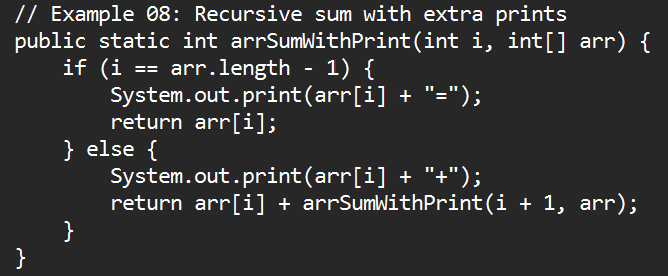 // Example 08: Recursive sum with extra prints
public static int arrSumWithPrint(int i, int[] arr) {
    if (i == arr.length - 1) {
        System.out.print(arr[i] + "=");
        return arr[i];
    } else {
        System.out.print(arr[i] + "+");
        return arr[i] + arrSumWithPrint(i + 1, arr);
    }
}